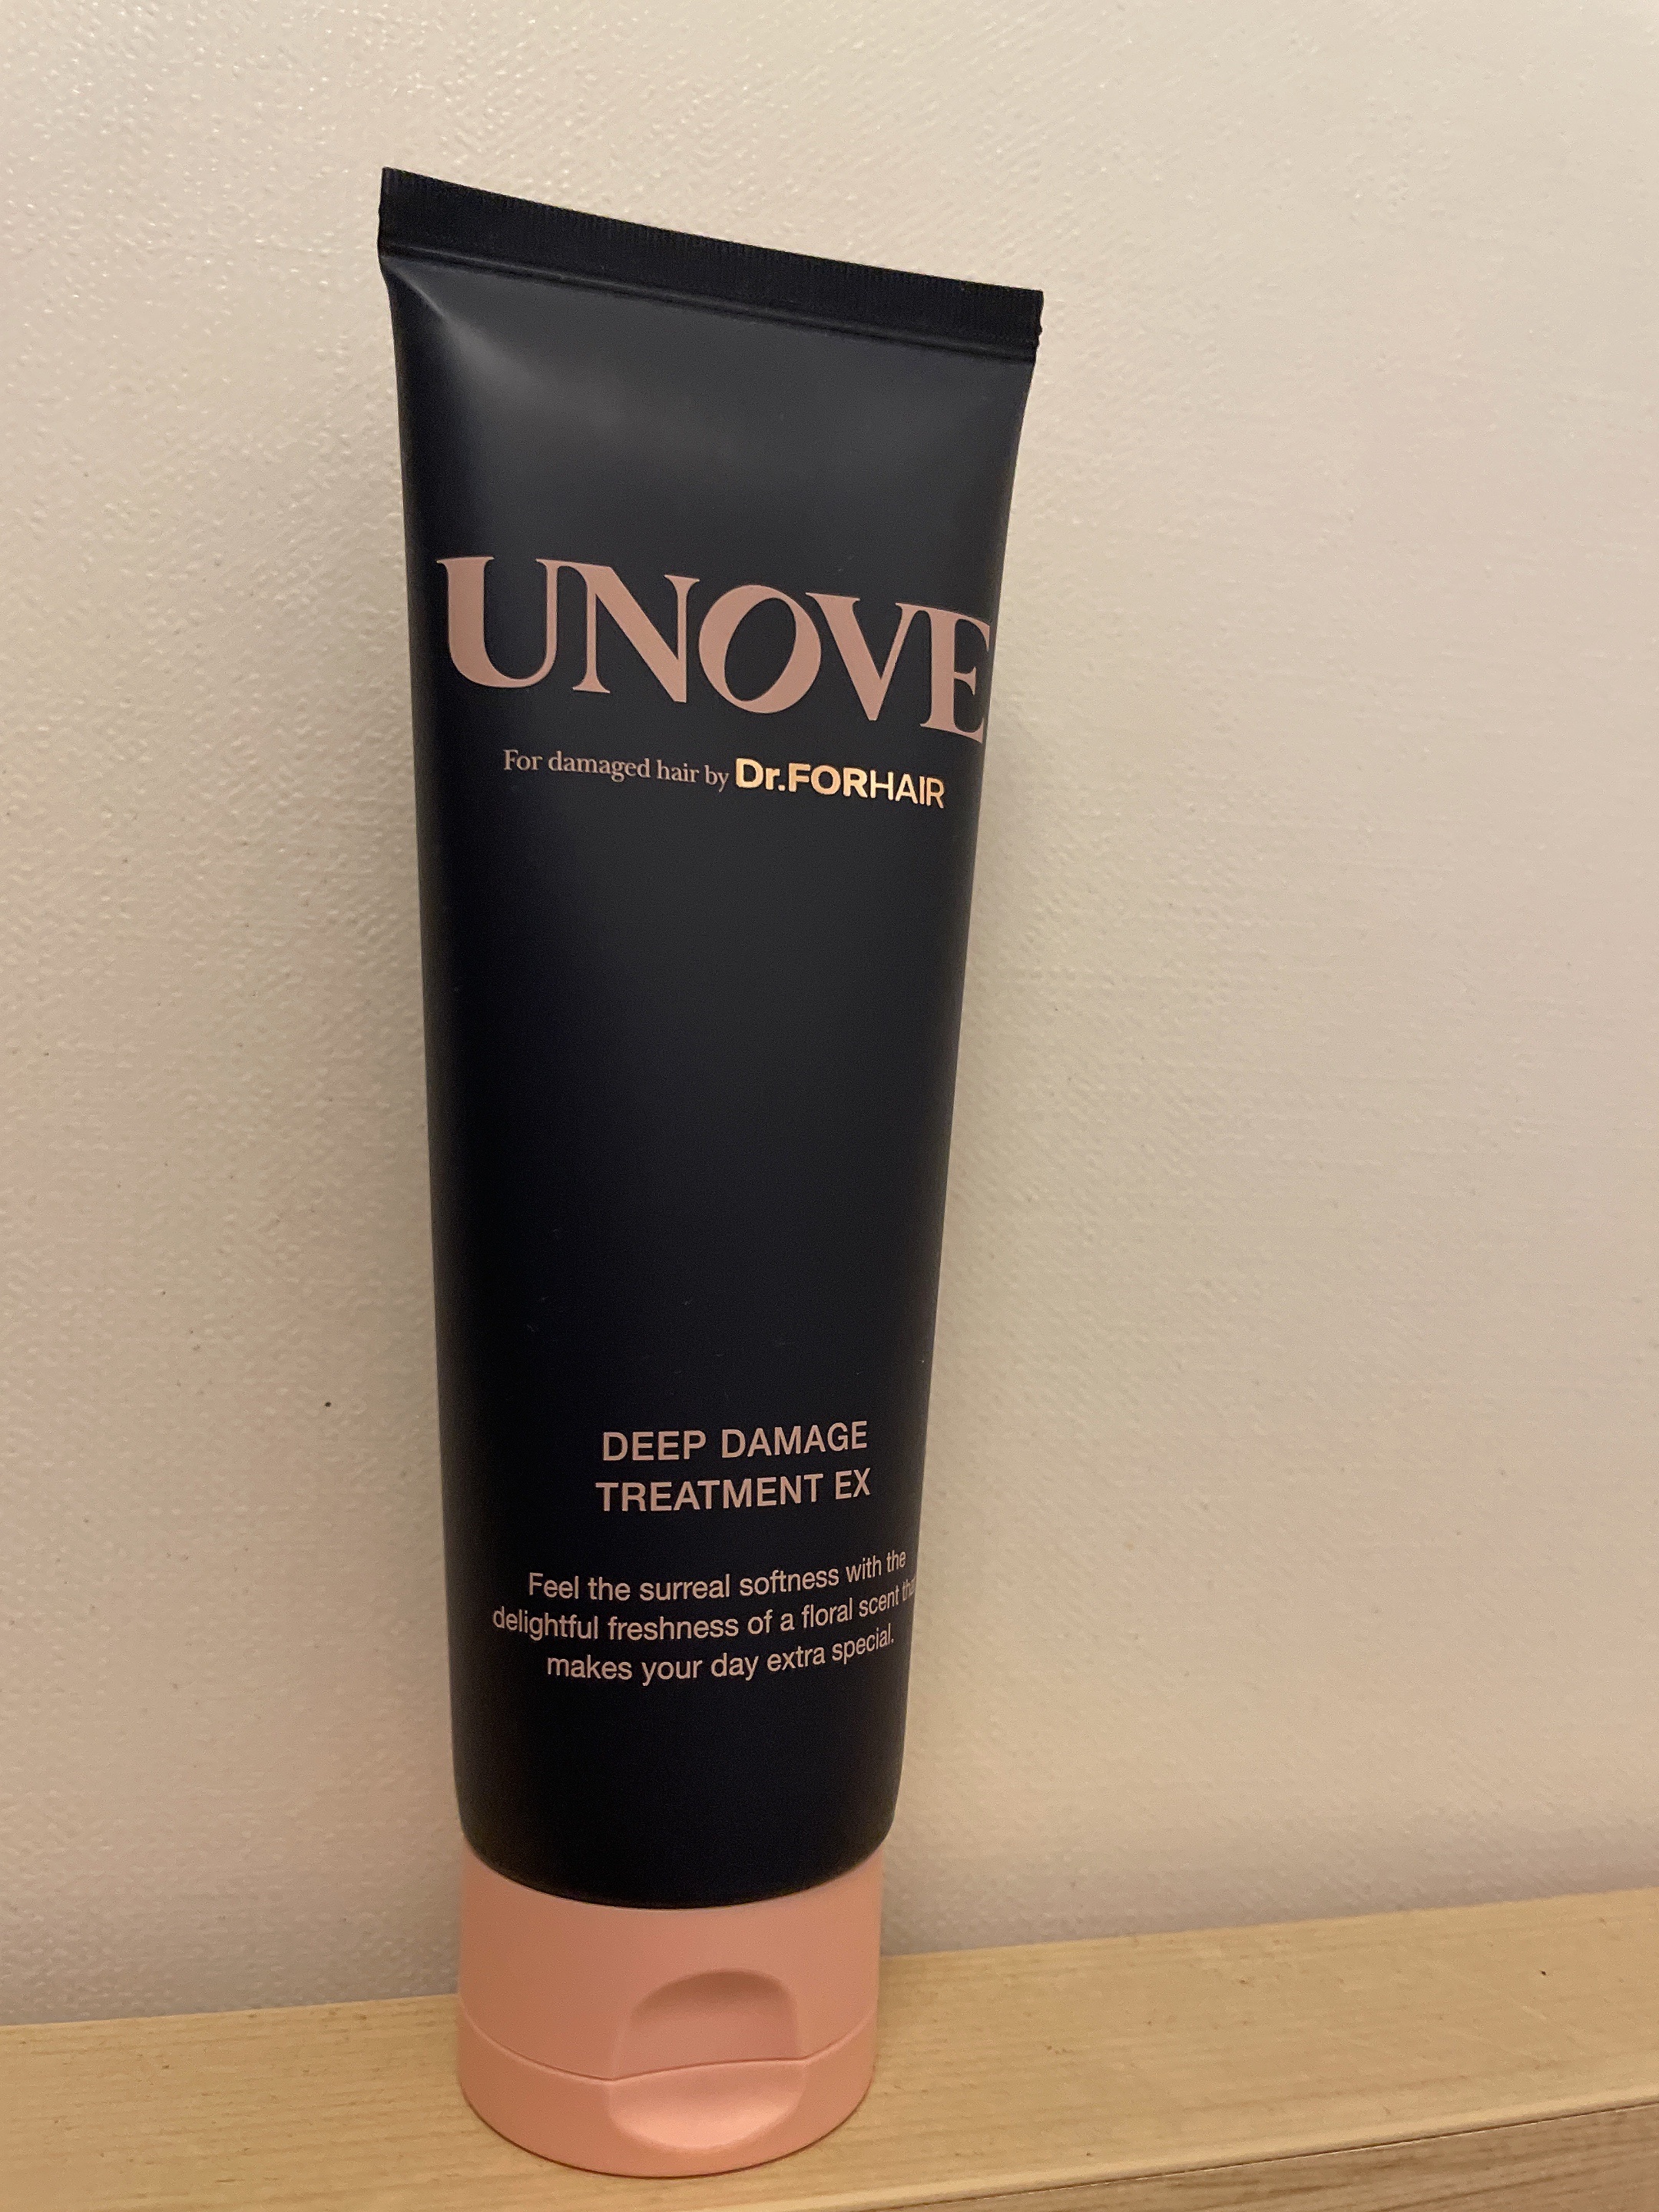 UNOVE
For damaged hair by Dr.FORHAIR
DEEP DAMAGE
TREATMENT EX
Feel the surreal softness with the
delightful freshness of a floral scent that
makes your day extra special.